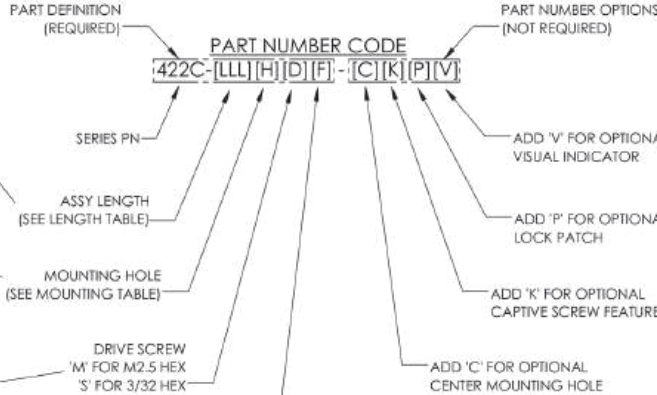 PART DEFINITION
(REQUIRED)
PART NUMBER OPTIONS
(NOT REQUIRED)
PART NUMBER CODE
422C-[LLL][H][D][F] - [C][K][P][V]
SERIES PN
ADD 'V' FOR OPTIONA
VISUAL INDICATOR
ASSY LENGTH
(SEE LENGTH TABLE)
ADD 'P' FOR OPTIONA
LOCK PATCH
MOUNTING HOLE
(SEE MOUNTING TABLE)
ADD 'K' FOR OPTIONAL
CAPTIVE SCREW FEATURE
DRIVE SCREW
'M' FOR M2.5 HEX
'S' FOR 3/32 HEX
ADD 'C' FOR OPTIONAL
CENTER MOUNTING HOLE